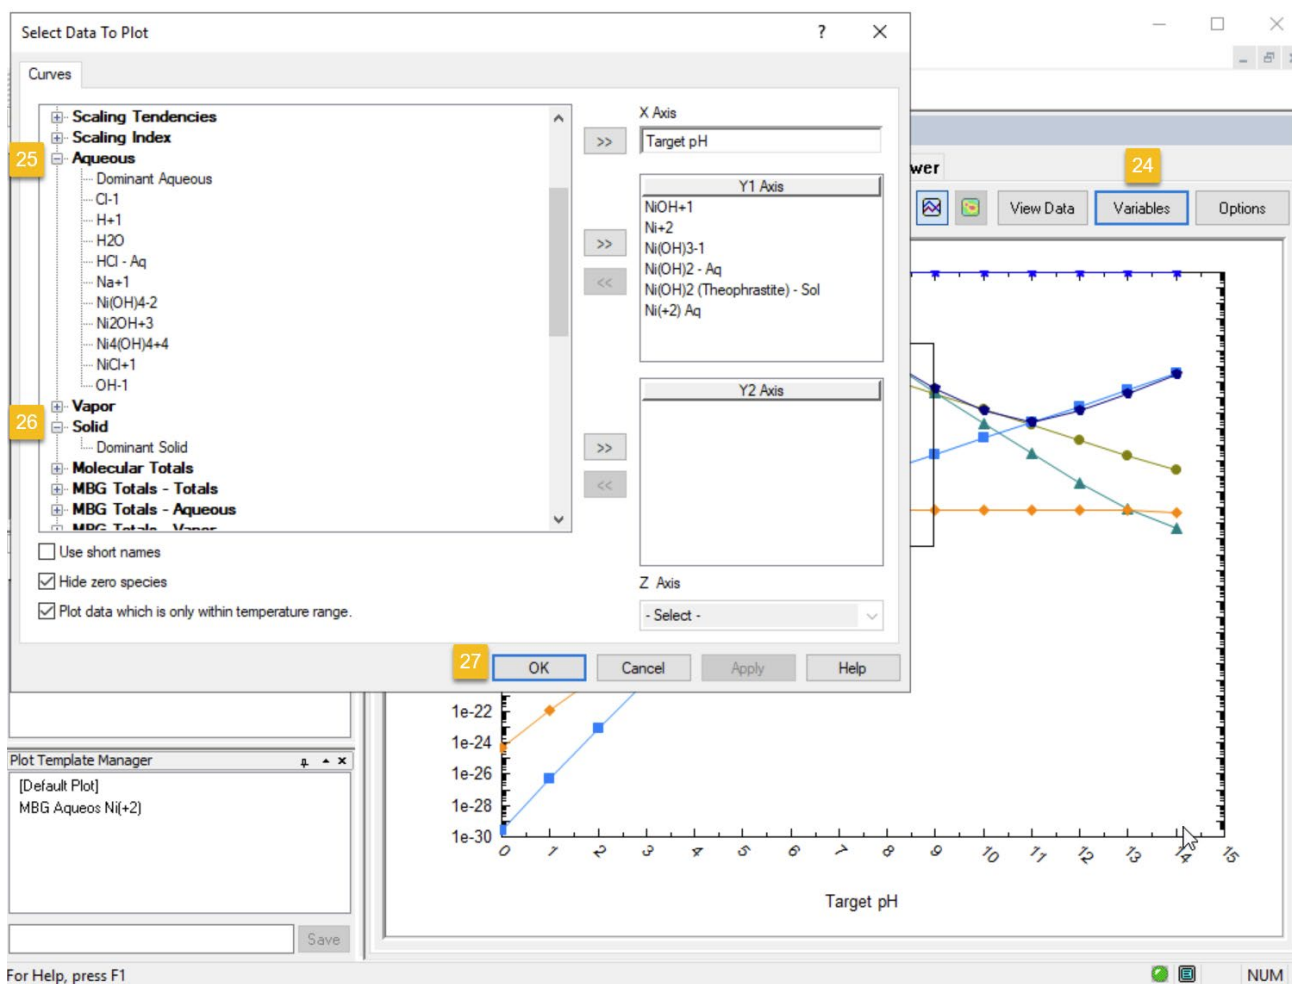 Select Data To Plot
?
Curves
Scaling Tendencies
Scaling Index
25
Aqueous
Dominant Aqueous
Cl-1
H+1
H2O
HCl - Aq
Na+1
Ni(OH)4-2
Ni2OH+3
Ni4(OH)4+4
NiCl+1
OH-1
Vapor
26
Solid
Dominant Solid
Molecular Totals
MBG Totals - Totals
MBG Totals - Aqueous
MBG Totals - Vapor
Use short names
Hide zero species
Plot data which is only within temperature range.
X Axis
>>
Target pH
Y1 Axis
NiOH+1
Ni+2
Ni(OH)3-1
Ni(OH)2 - Aq
Ni(OH)2 (Theophrastite) - Sol
Ni(+2) Aq
>>
<<
Y2 Axis
>>
<<
Z Axis
- Select -
27
OK
Cancel
Apply
Help
wer
24
View Data
Variables
Options
1e-22
1e-24
1e-26
1e-28
1e-30
0 1 2 3 4 5 6 7 8 9 10 11 12 13 14 15
Target pH
Plot Template Manager
[Default Plot]
MBG Aqueos Ni(+2)
Save
For Help, press F1
NUM